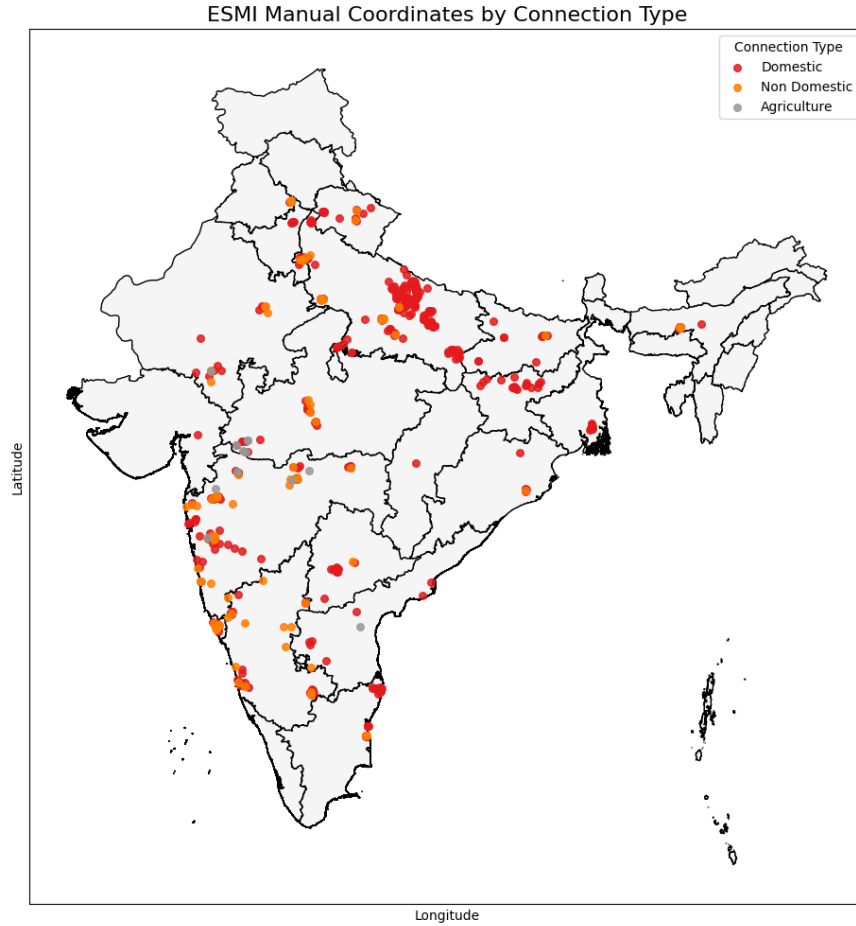 ESMI Manual Coordinates by Connection Type
Connection Type
Domestic
Non Domestic
Agriculture
Latitude
Longitude